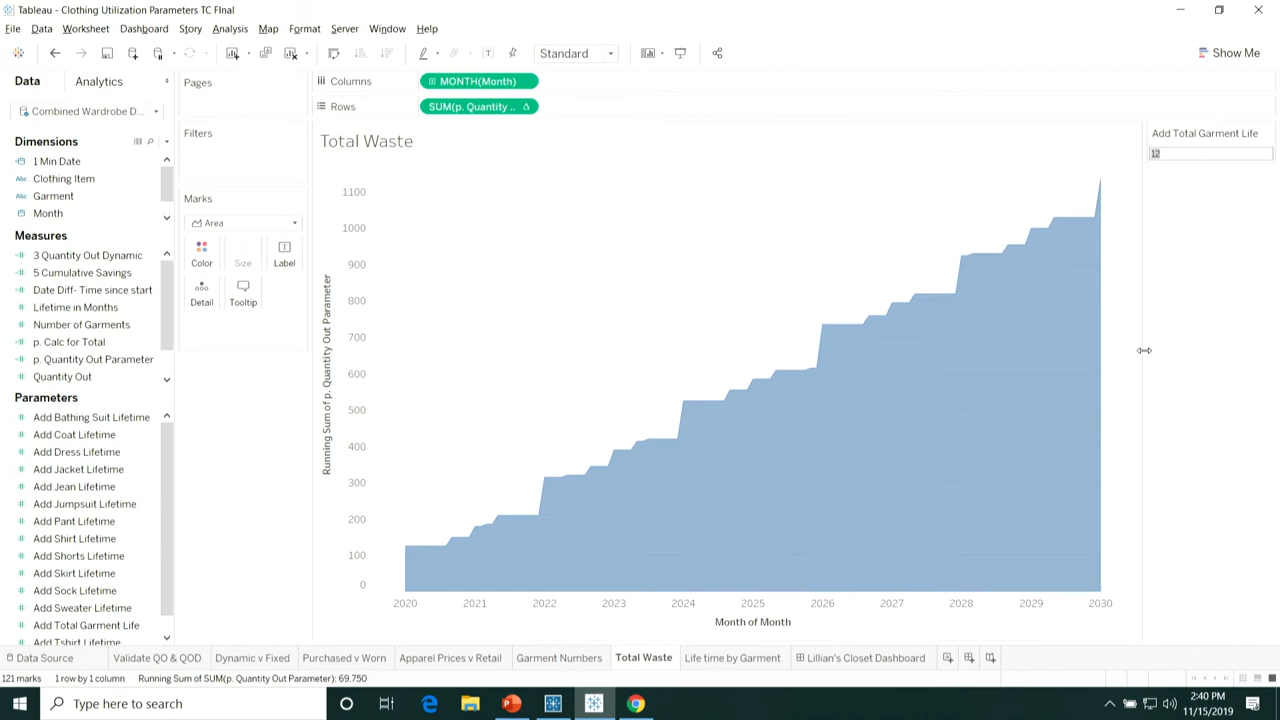 Tableau - Clothing Utilization Parameters TC FInal
File Data Worksheet Dashboard Story Analysis Map Format Server Window Help
Standard
Show Me
Data Analytics
Pages
Columns
MONTH(Month)
Combined Wardrobe D...
Rows
SUM(p. Quantity ..
Filters
Total Waste
Add Total Garment Life
12
Dimensions
1 Min Date
Abc Clothing Item
Abc Garment
Month
Marks
Area
Color
Size
Label
Detail
Tooltip
Measures
3 Quantity Out Dynamic
5 Cumulative Savings
Date Diff- Time since start
Lifetime in Months
Number of Garments
p. Calc for Total
p. Quantity Out Parameter
Quantity Out
Parameters
Add Bathing Suit Lifetime
Add Coat Lifetime
Add Dress Lifetime
Add Jacket Lifetime
Add Jean Lifetime
Add Jumpsuit Lifetime
Add Pant Lifetime
Add Shirt Lifetime
Add Shorts Lifetime
Add Skirt Lifetime
Add Sock Lifetime
Add Sweater Lifetime
Add Total Garment Life
Add Tshirt Lifetime
Running Sum of p. Quantity Out Parameter
1100
1000
900
800
700
600
500
400
300
200
100
0
2020 2021 2022 2023 2024 2025 2026 2027 2028 2029 2030
Month of Month
Data Source Validate QO & QOD Dynamic v Fixed Purchased v Worn Apparel Prices v Retail Garment Numbers Total Waste Life time by Garment Lillian's Closet Dashboard
121 marks 1 row by 1 column Running Sum of SUM(p. Quantity Out Parameter): 69.750
Type here to search
2:40 PM
11/15/2019